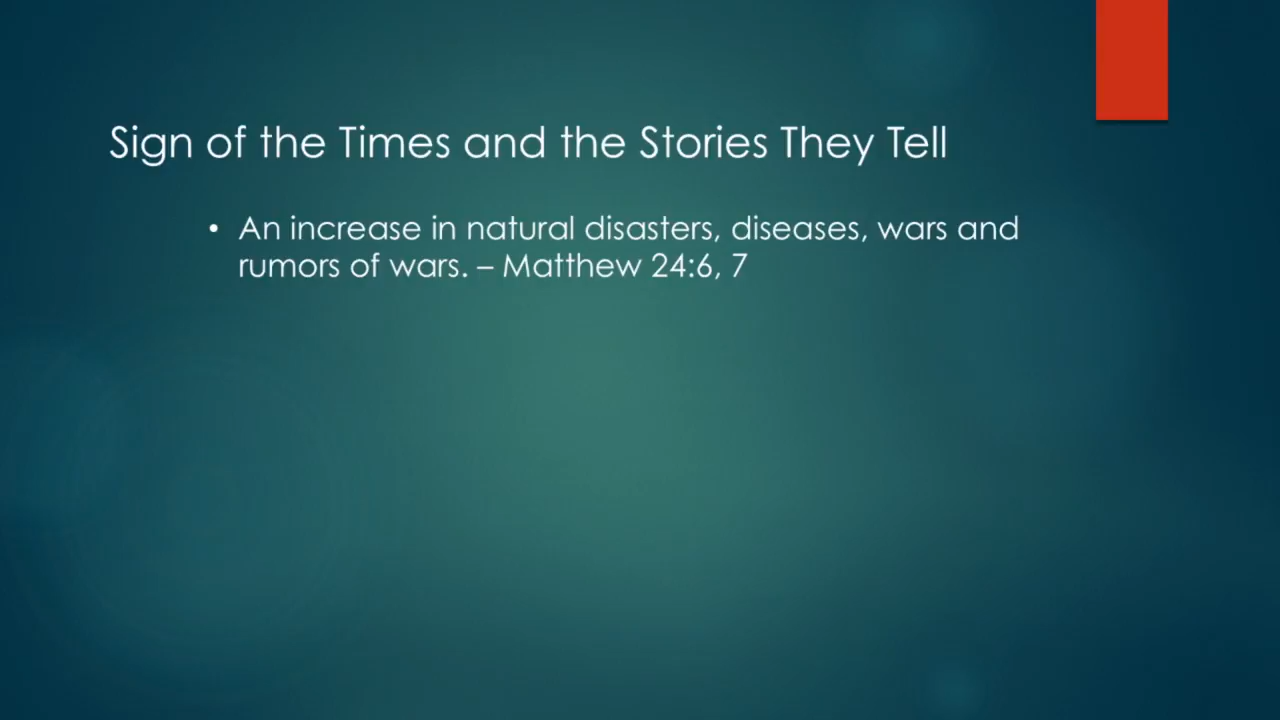 Sign of the Times and the Stories They Tell
• An increase in natural disasters, diseases, wars and
rumors of wars. – Matthew 24:6, 7